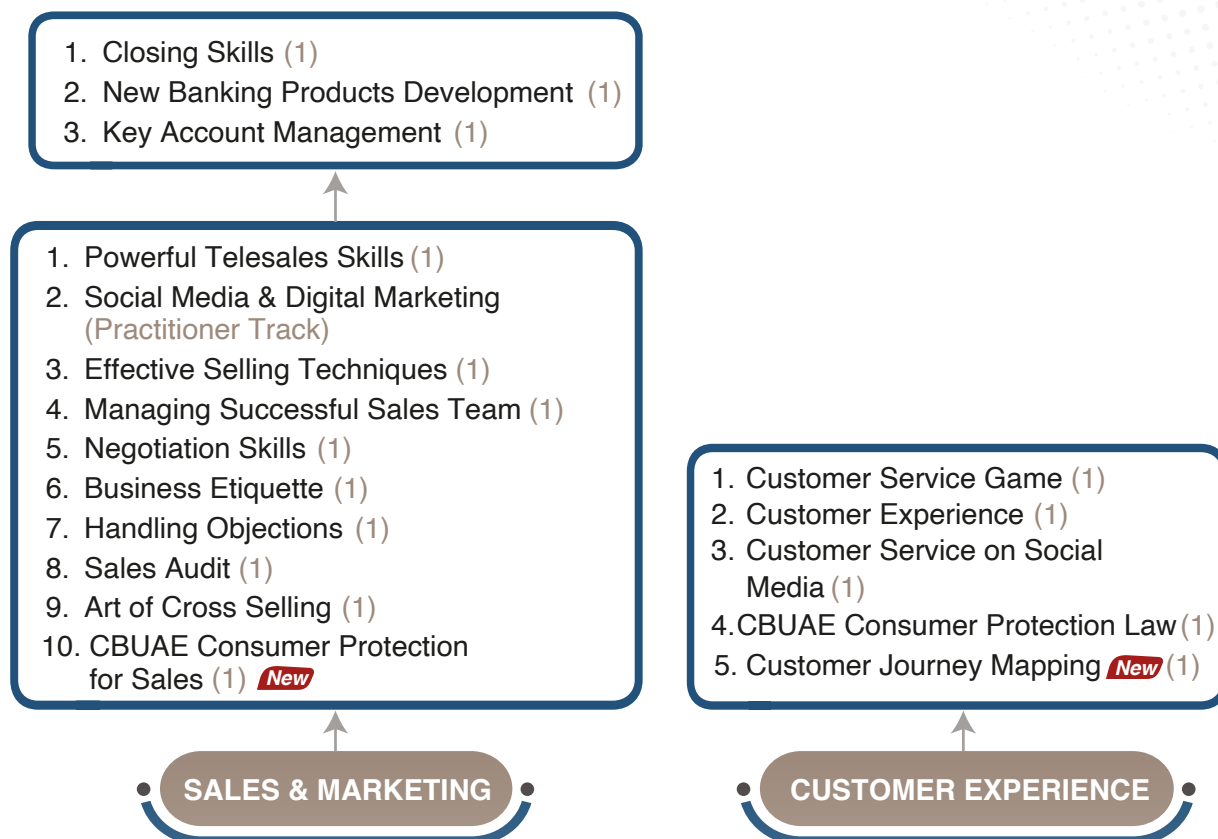 1. Closing Skills (1)
2. New Banking Products Development (1)
3. Key Account Management (1)
1. Powerful Telesales Skills (1)
2. Social Media & Digital Marketing
(Practitioner Track)
3. Effective Selling Techniques (1)
4. Managing Successful Sales Team (1)
5. Negotiation Skills (1)
6. Business Etiquette (1)
7. Handling Objections (1)
8. Sales Audit (1)
9. Art of Cross Selling (1)
10. CBUAE Consumer Protection
for Sales (1) New
SALES & MARKETING
1. Customer Service Game (1)
2. Customer Experience (1)
3. Customer Service on Social
Media (1)
4.CBUAE Consumer Protection Law (1)
5. Customer Journey Mapping New (1)
CUSTOMER EXPERIENCE